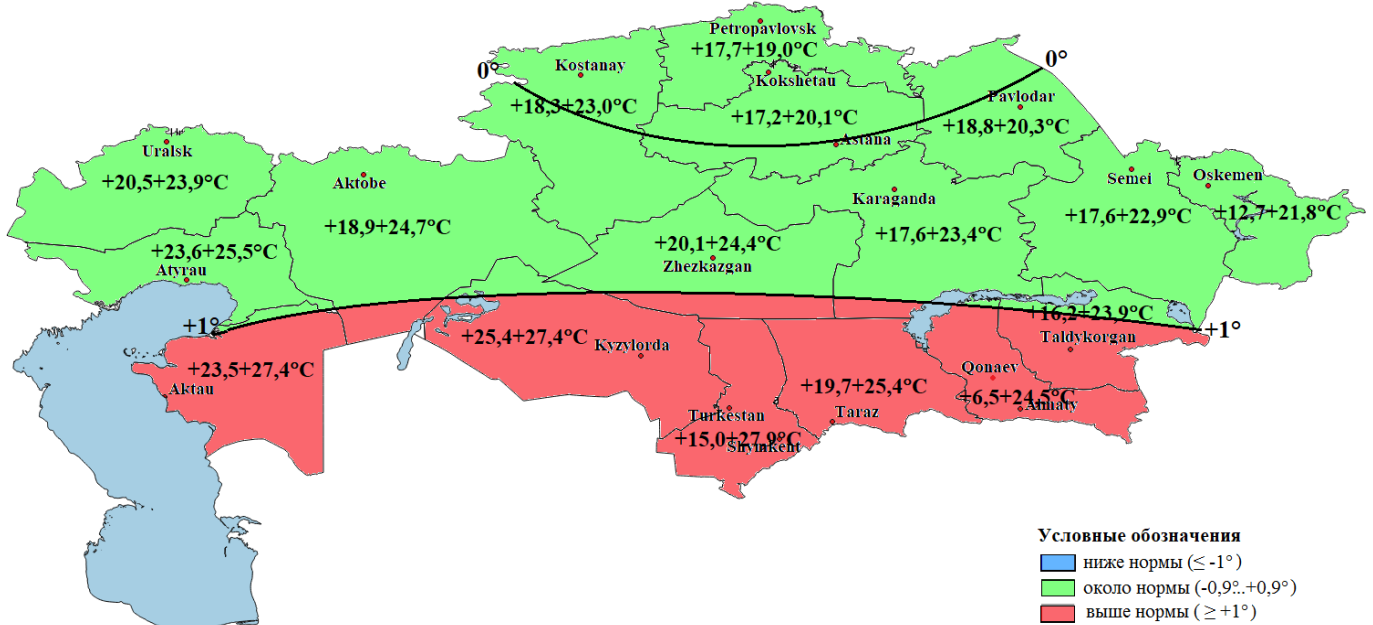 Petropavlovsk
+17,7+19,0°C
0°
0°
Kostanay
Kokshetau
+18,3+23,0°C
Pavlodar
+17,2+20,1°C
+18,8+20,3°C
Astana
Uralsk
+20,5+23,9°C
Aktobe
Semei
Oskemen
Karaganda
+18,9+24,7°C
+17,6+22,9°C
+12,7+21,8°C
+17,6+23,4°C
+23,6+25,5°C
+20,1+24,4°C
Atyrau
Zhezkazgan
+1°
+16,2+23,9°C
+1°
+25,4+27,4°C
Kyzylorda
Taldykorgan
+23,5+27,4°C
Aktau
Qonaev
+19,7+25,4°C
+6,5+24,5°C
Almaty
Turkestan
Taraz
+15,0+27,9°C
Shymkent
Условные обозначения
ниже нормы (≤ -1°)
около нормы (-0,9°..+0,9°)
выше нормы ( ≥ +1°)